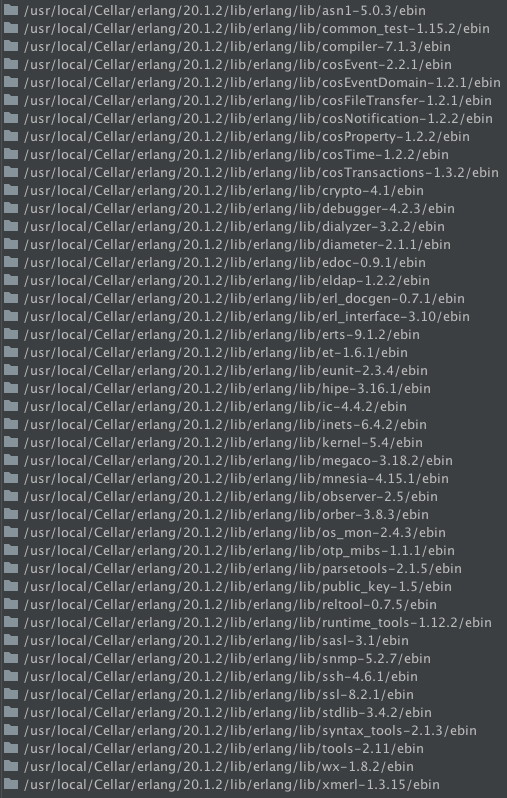 /usr/local/Cellar/erlang/20.1.2/lib/erlang/lib/asn1-5.0.3/ebin
/usr/local/Cellar/erlang/20.1.2/lib/erlang/lib/common_test-1.15.2/ebin
/usr/local/Cellar/erlang/20.1.2/lib/erlang/lib/compiler-7.1.3/ebin
/usr/local/Cellar/erlang/20.1.2/lib/erlang/lib/cosEvent-2.2.1/ebin
/usr/local/Cellar/erlang/20.1.2/lib/erlang/lib/cosEventDomain-1.2.1/ebin
/usr/local/Cellar/erlang/20.1.2/lib/erlang/lib/cosFileTransfer-1.2.1/ebin
/usr/local/Cellar/erlang/20.1.2/lib/erlang/lib/cosNotification-1.2.2/ebin
/usr/local/Cellar/erlang/20.1.2/lib/erlang/lib/cosProperty-1.2.2/ebin
/usr/local/Cellar/erlang/20.1.2/lib/erlang/lib/cosTime-1.2.2/ebin
/usr/local/Cellar/erlang/20.1.2/lib/erlang/lib/cosTransactions-1.3.2/ebin
/usr/local/Cellar/erlang/20.1.2/lib/erlang/lib/crypto-4.1/ebin
/usr/local/Cellar/erlang/20.1.2/lib/erlang/lib/debugger-4.2.3/ebin
/usr/local/Cellar/erlang/20.1.2/lib/erlang/lib/dialyzer-3.2.2/ebin
/usr/local/Cellar/erlang/20.1.2/lib/erlang/lib/diameter-2.1.1/ebin
/usr/local/Cellar/erlang/20.1.2/lib/erlang/lib/edoc-0.9.1/ebin
/usr/local/Cellar/erlang/20.1.2/lib/erlang/lib/eldap-1.2.2/ebin
/usr/local/Cellar/erlang/20.1.2/lib/erlang/lib/erl_docgen-0.7.1/ebin
/usr/local/Cellar/erlang/20.1.2/lib/erlang/lib/erl_interface-3.10/ebin
/usr/local/Cellar/erlang/20.1.2/lib/erlang/lib/erts-9.1.2/ebin
/usr/local/Cellar/erlang/20.1.2/lib/erlang/lib/et-1.6.1/ebin
/usr/local/Cellar/erlang/20.1.2/lib/erlang/lib/eunit-2.3.4/ebin
/usr/local/Cellar/erlang/20.1.2/lib/erlang/lib/hipe-3.16.1/ebin
/usr/local/Cellar/erlang/20.1.2/lib/erlang/lib/ic-4.4.2/ebin
/usr/local/Cellar/erlang/20.1.2/lib/erlang/lib/inets-6.4.2/ebin
/usr/local/Cellar/erlang/20.1.2/lib/erlang/lib/kernel-5.4/ebin
/usr/local/Cellar/erlang/20.1.2/lib/erlang/lib/megaco-3.18.2/ebin
/usr/local/Cellar/erlang/20.1.2/lib/erlang/lib/mnesia-4.15.1/ebin
/usr/local/Cellar/erlang/20.1.2/lib/erlang/lib/observer-2.5/ebin
/usr/local/Cellar/erlang/20.1.2/lib/erlang/lib/orber-3.8.3/ebin
/usr/local/Cellar/erlang/20.1.2/lib/erlang/lib/os_mon-2.4.3/ebin
/usr/local/Cellar/erlang/20.1.2/lib/erlang/lib/otp_mibs-1.1.1/ebin
/usr/local/Cellar/erlang/20.1.2/lib/erlang/lib/parsetools-2.1.5/ebin
/usr/local/Cellar/erlang/20.1.2/lib/erlang/lib/public_key-1.5/ebin
/usr/local/Cellar/erlang/20.1.2/lib/erlang/lib/reltool-0.7.5/ebin
/usr/local/Cellar/erlang/20.1.2/lib/erlang/lib/runtime_tools-1.12.2/ebin
/usr/local/Cellar/erlang/20.1.2/lib/erlang/lib/sasl-3.1/ebin
/usr/local/Cellar/erlang/20.1.2/lib/erlang/lib/snmp-5.2.7/ebin
/usr/local/Cellar/erlang/20.1.2/lib/erlang/lib/ssh-4.6.1/ebin
/usr/local/Cellar/erlang/20.1.2/lib/erlang/lib/ssl-8.2.1/ebin
/usr/local/Cellar/erlang/20.1.2/lib/erlang/lib/stdlib-3.4.2/ebin
/usr/local/Cellar/erlang/20.1.2/lib/erlang/lib/syntax_tools-2.1.3/ebin
/usr/local/Cellar/erlang/20.1.2/lib/erlang/lib/tools-2.11/ebin
/usr/local/Cellar/erlang/20.1.2/lib/erlang/lib/wx-1.8.2/ebin
/usr/local/Cellar/erlang/20.1.2/lib/erlang/lib/xmerl-1.3.15/ebin